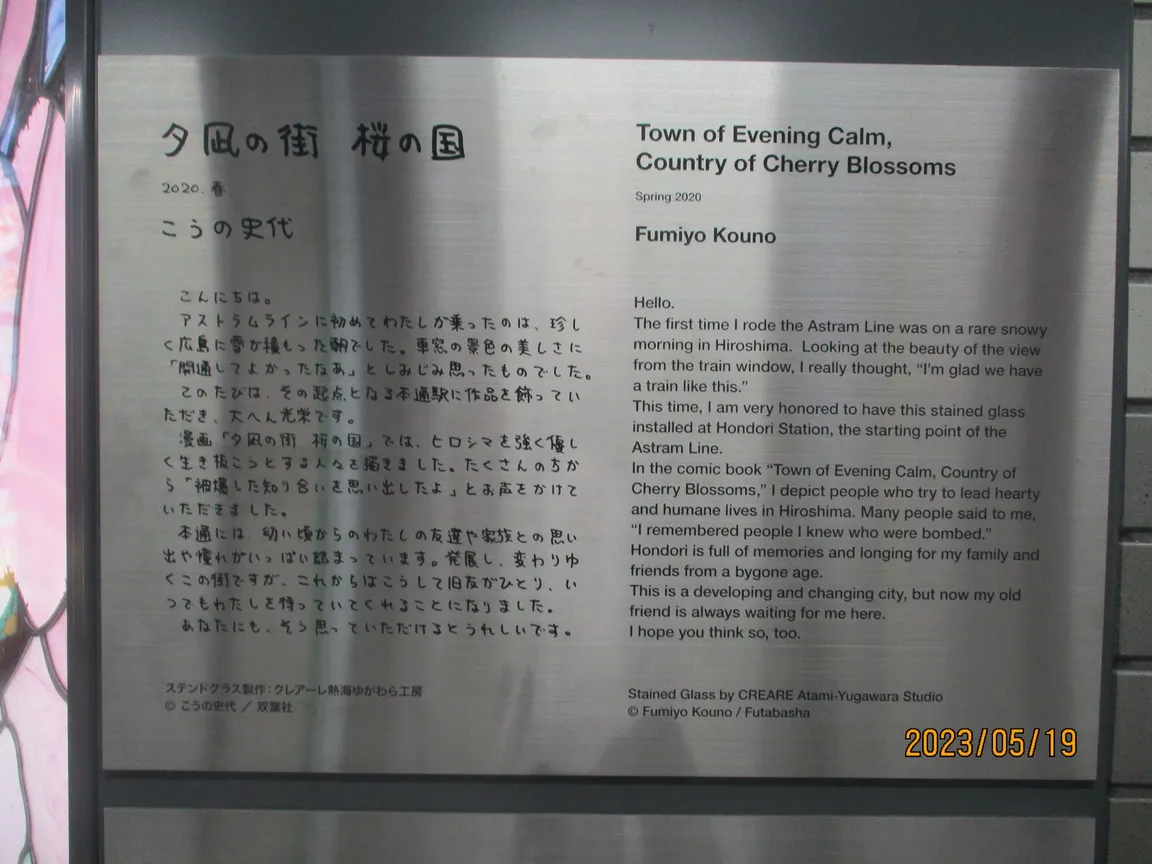 夕凪の街 桜の国
2020.春
こうの史代
こんにちは。
アストラムラインに初めてわたしが乗ったのは、珍し
く広島に雪が積もった朝でした。車窓の景色の美しさに
「開通してよかったなあ」としみじみ思ったものでした。
このたびは、その起点となる本通駅に作品を飾ってい
ただき、大へん光栄です。
漫画「夕凪の街 桜の国」では、ヒロシマを強く優し
く生き抜こうとする人々を描きました。たくさんのちか
ら「被爆した知り合いを思い出したよ」とお声をかけて
いただきました。
本通には、幼い頃からのわたしの友達や家族との思い
出や憧れがいっぱい詰まっています。発展し、変わりゆ
くこの街ですが、これからはこうして旧友がひとり、い
つでもわたしを待っていてくれることになりました。
あなたにも、そう思っていただけるとうれしいです。
ステンドグラス製作:クレアーレ熱海ゆがわら工房
© こうの史代 / 双葉社
Town of Evening Calm,
Country of Cherry Blossoms
Spring 2020
Fumiyo Kouno
Hello.
The first time I rode the Astram Line was on a rare snowy
morning in Hiroshima. Looking at the beauty of the view
from the train window, I really thought, “I'm glad we have
a train like this.”
This time, I am very honored to have this stained glass
installed at Hondori Station, the starting point of the
Astram Line.
In the comic book “Town of Evening Calm, Country of
Cherry Blossoms,” I depict people who try to lead hearty
and humane lives in Hiroshima. Many people said to me,
“I remembered people I knew who were bombed.”
Hondori is full of memories and longing for my family and
friends from a bygone age.
This is a developing and changing city, but now my old
friend is always waiting for me here.
I hope you think so, too.
Stained Glass by CREARE Atami-Yugawara Studio
© Fumiyo Kouno / Futabasha
2023/05/19